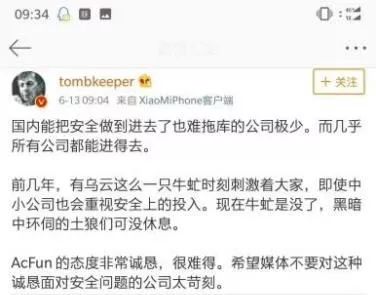 09:34
tombkeeper
+ 关注
6-13 09:04 来自 XiaoMiPhone客户端
国内能把安全做到进去了也难拖库的公司极少。而几乎
所有公司都能进得去。
前几年，有乌云这么一只牛虻时刻刺激着大家，即使中
小公司也会重视安全上的投入。现在牛虻是没了，黑暗
中环伺的土狼们可没休息。
AcFun 的态度非常诚恳，很难得。希望媒体不要对这种
诚恳面对安全问题的公司太苛刻。